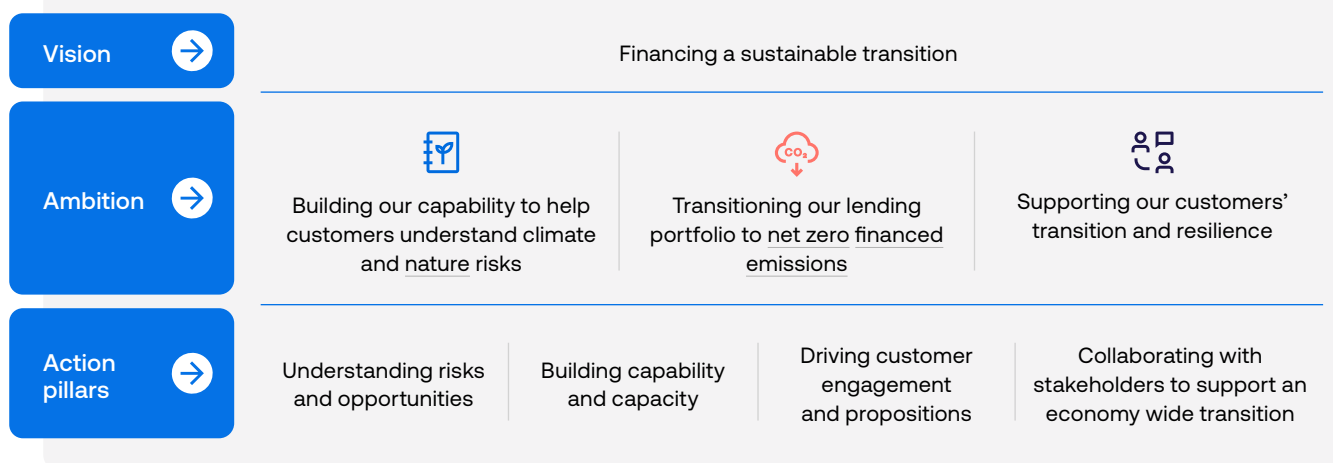 Vision
Financing a sustainable transition
Ambition
CO₂
Building our capability to help
customers understand climate
and nature risks
Transitioning our lending
portfolio to net zero financed
emissions
Supporting our customers’
transition and resilience
Action
pillars
Understanding risks
and opportunities
Building capability
and capacity
Driving customer
engagement
and propositions
Collaborating with
stakeholders to support an
economy wide transition